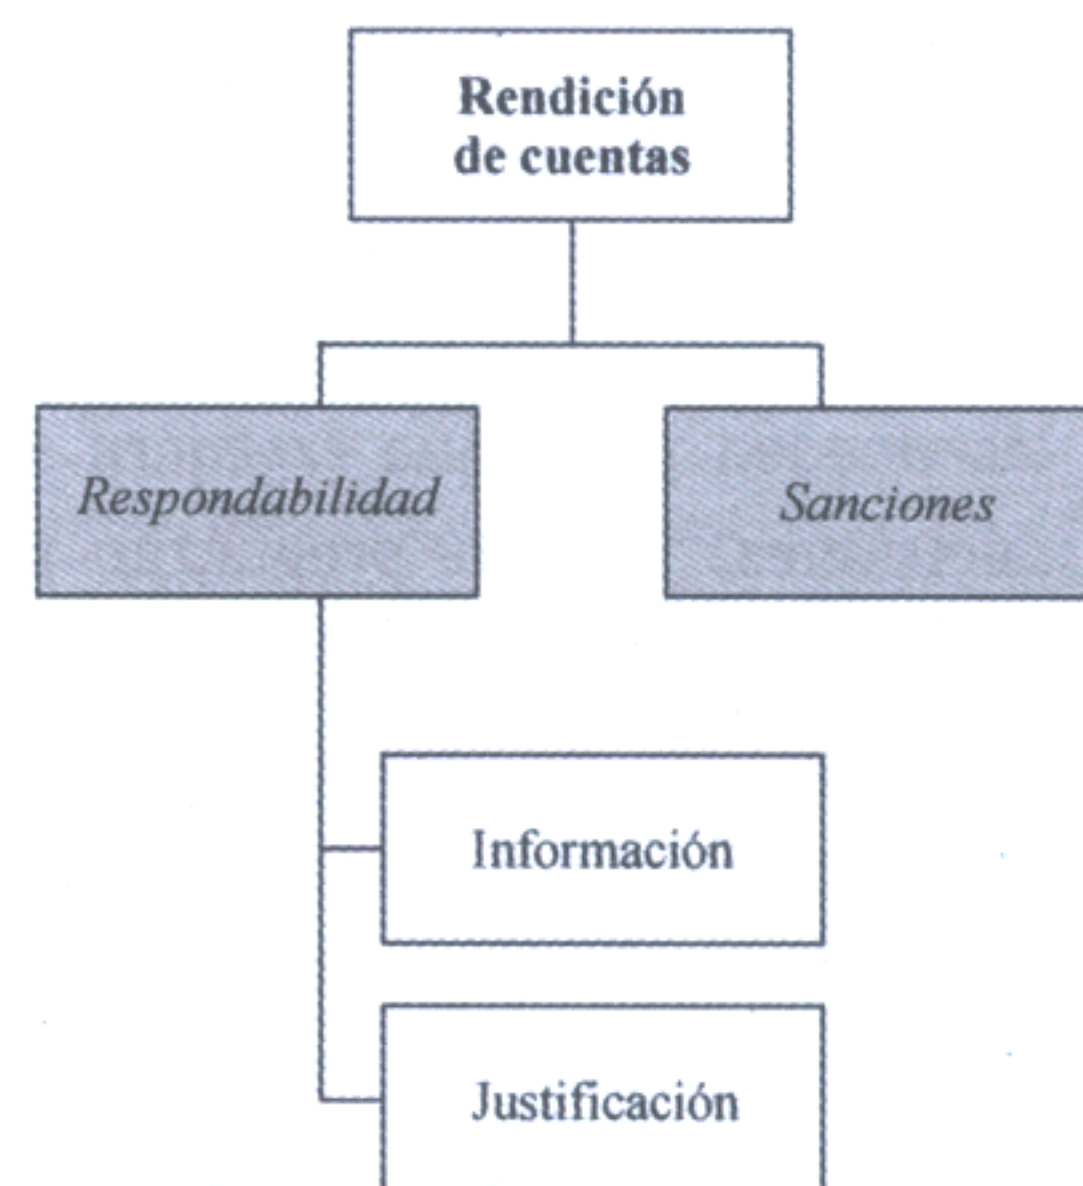 Rendición
de cuentas
Respondabilidad
Sanciones
Información
Justificación